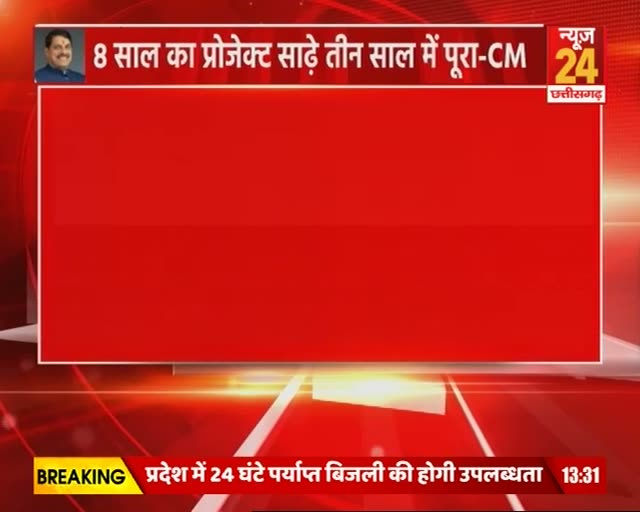 8 साल का प्रोजेक्ट साढ़े तीन साल में पूरा-CM
न्यूज़
24
छत्तीसगढ़
BREAKING
प्रदेश में 24 घंटे पर्याप्त बिजली की होगी उपलब्धता
13:31